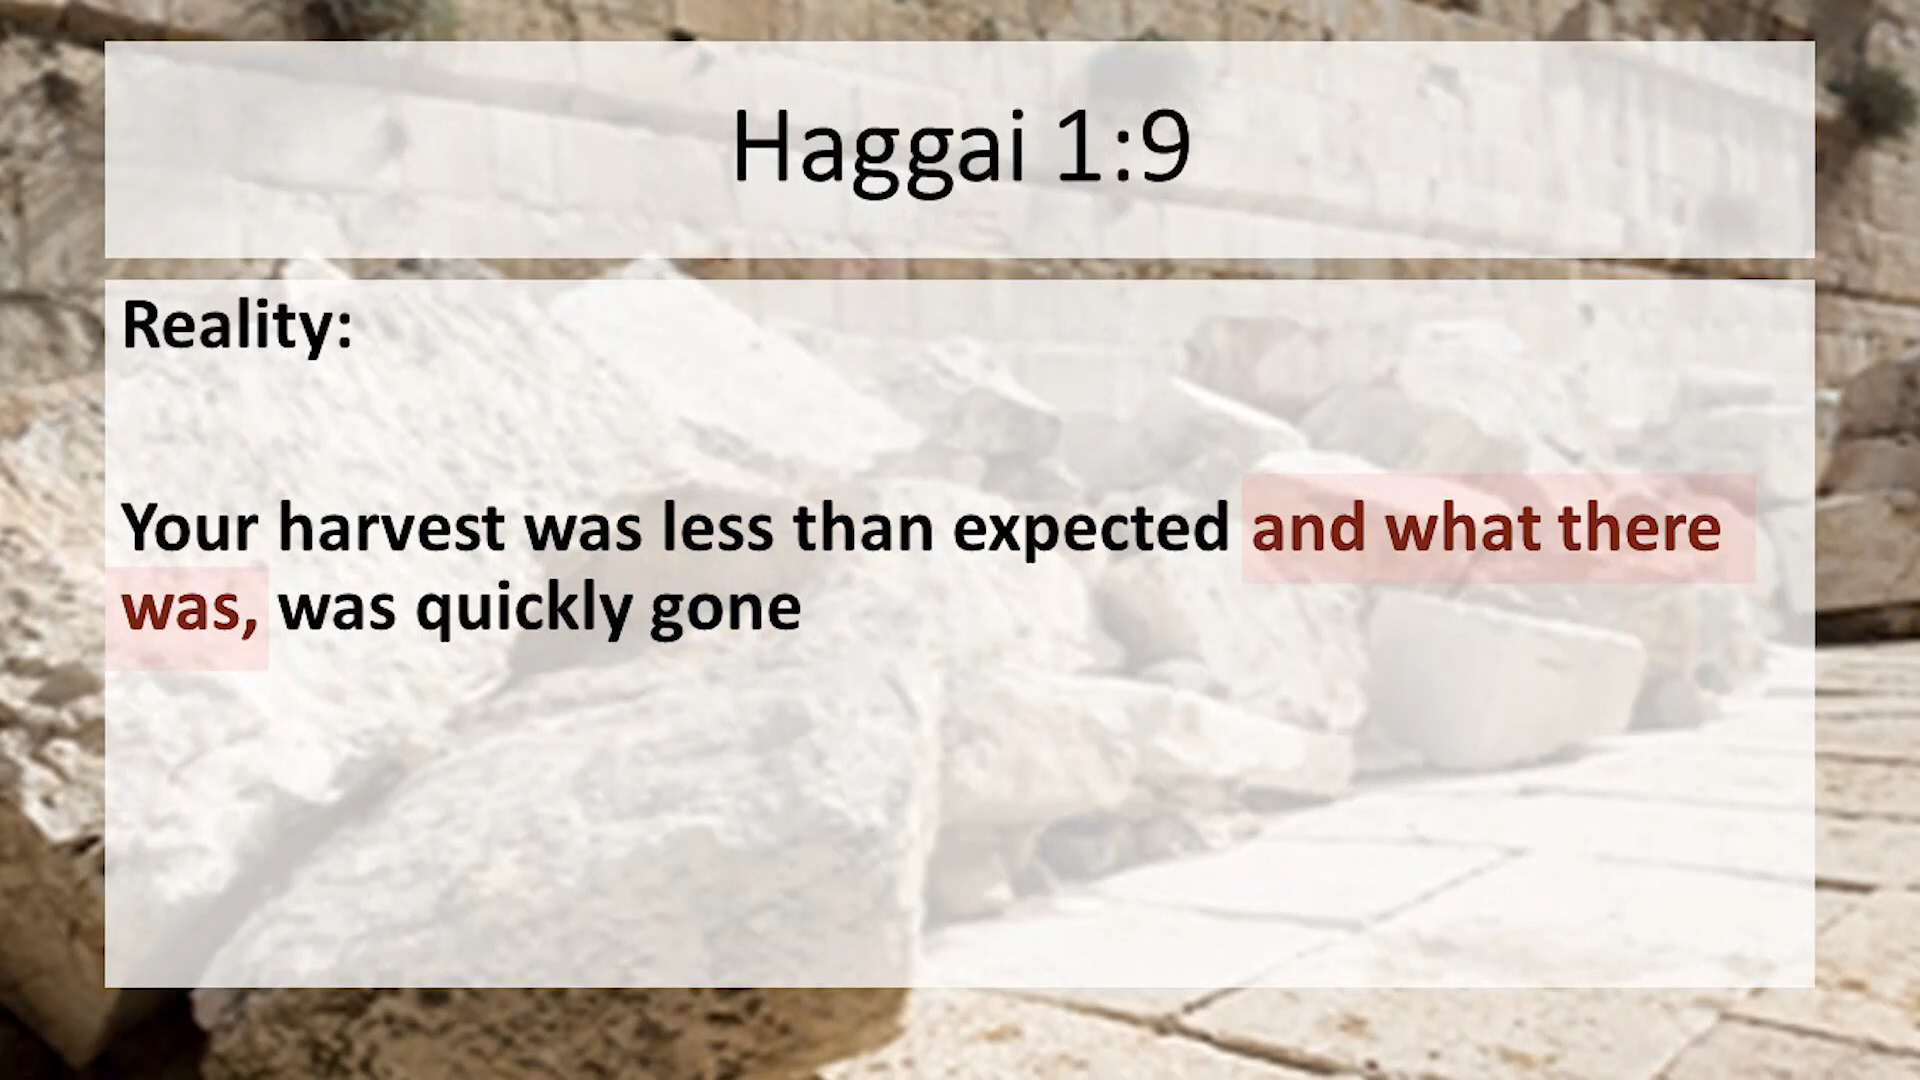 Haggai 1:9
Reality:
Your harvest was less than expected and what there
was, was quickly gone